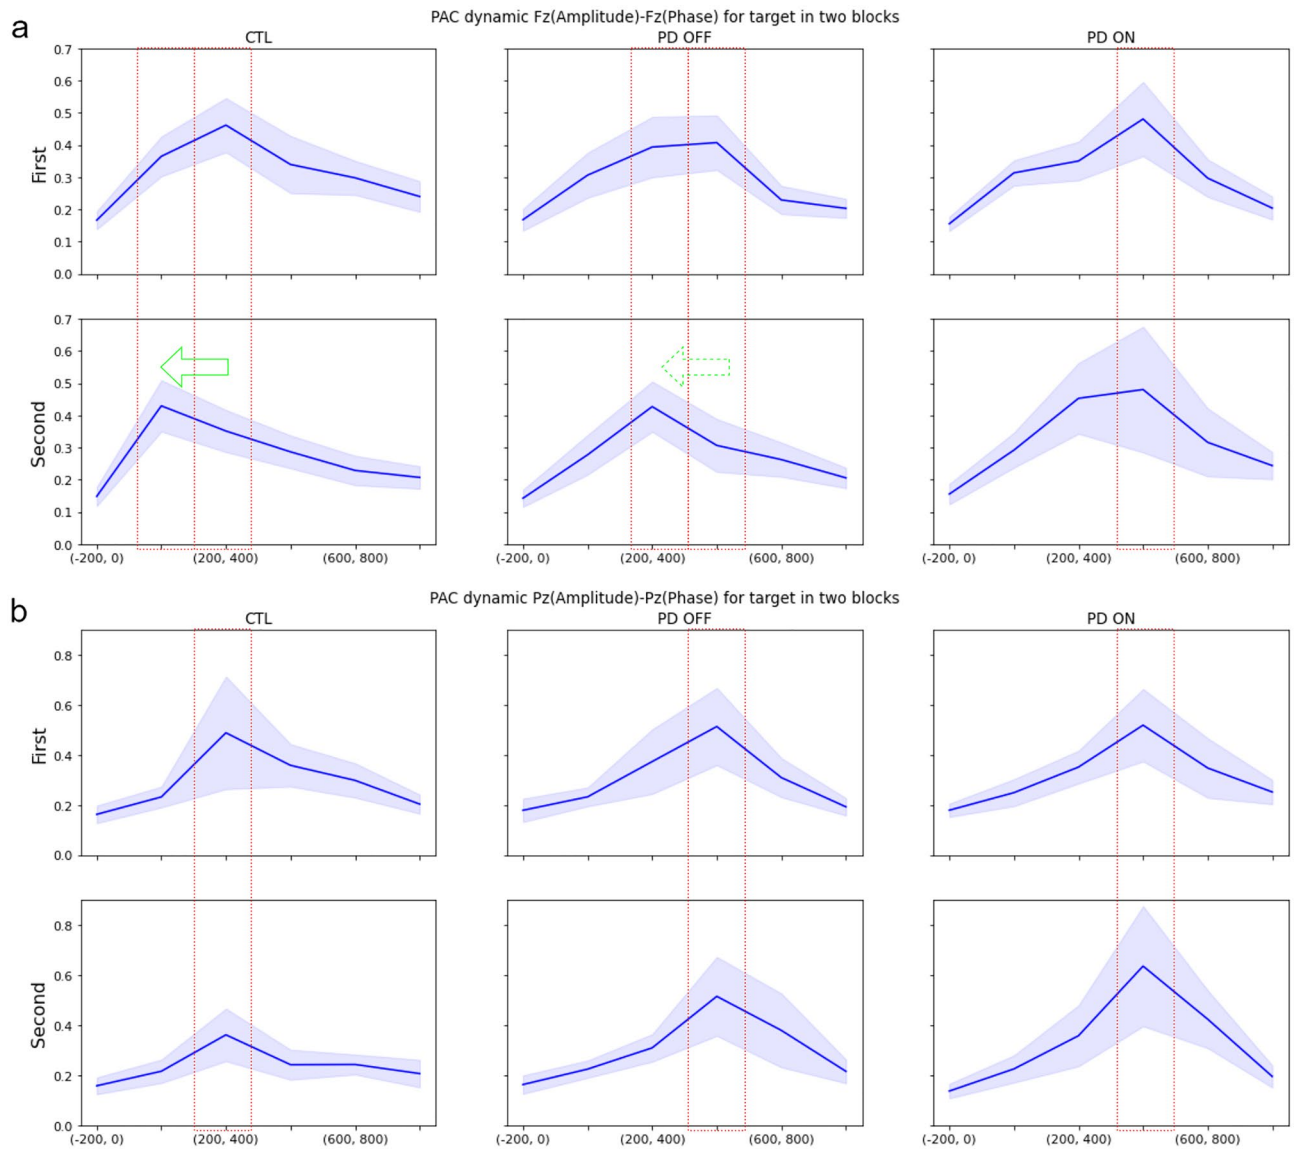 a
PAC dynamic Fz(Amplitude)-Fz(Phase) for target in two blocks
CTL PD OFF PD ON
0.7
0.6
0.5
0.4
0.3
0.2
0.1
0.0
First
0.7
0.6
0.5
0.4
0.3
0.2
0.1
0.0
Second
(-200, 0) (200, 400) (600, 800) (-200, 0) (200, 400) (600, 800) (-200, 0) (200, 400) (600, 800)
b
PAC dynamic Pz(Amplitude)-Pz(Phase) for target in two blocks
CTL PD OFF PD ON
0.8
0.6
0.4
0.2
0.0
First
0.8
0.6
0.4
0.2
0.0
Second
(-200, 0) (200, 400) (600, 800) (-200, 0) (200, 400) (600, 800) (-200, 0) (200, 400) (600, 800)